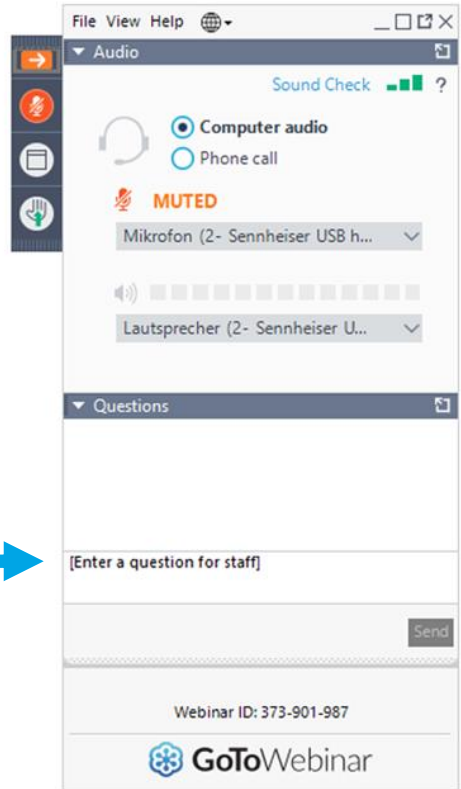 File View Help
Audio
Sound Check ?
Computer audio
Phone call
MUTED
Mikrofon (2- Sennheiser USB h...
Lautsprecher (2- Sennheiser U...
Questions
[Enter a question for staff]
Send
Webinar ID: 373-901-987
GoToWebinar